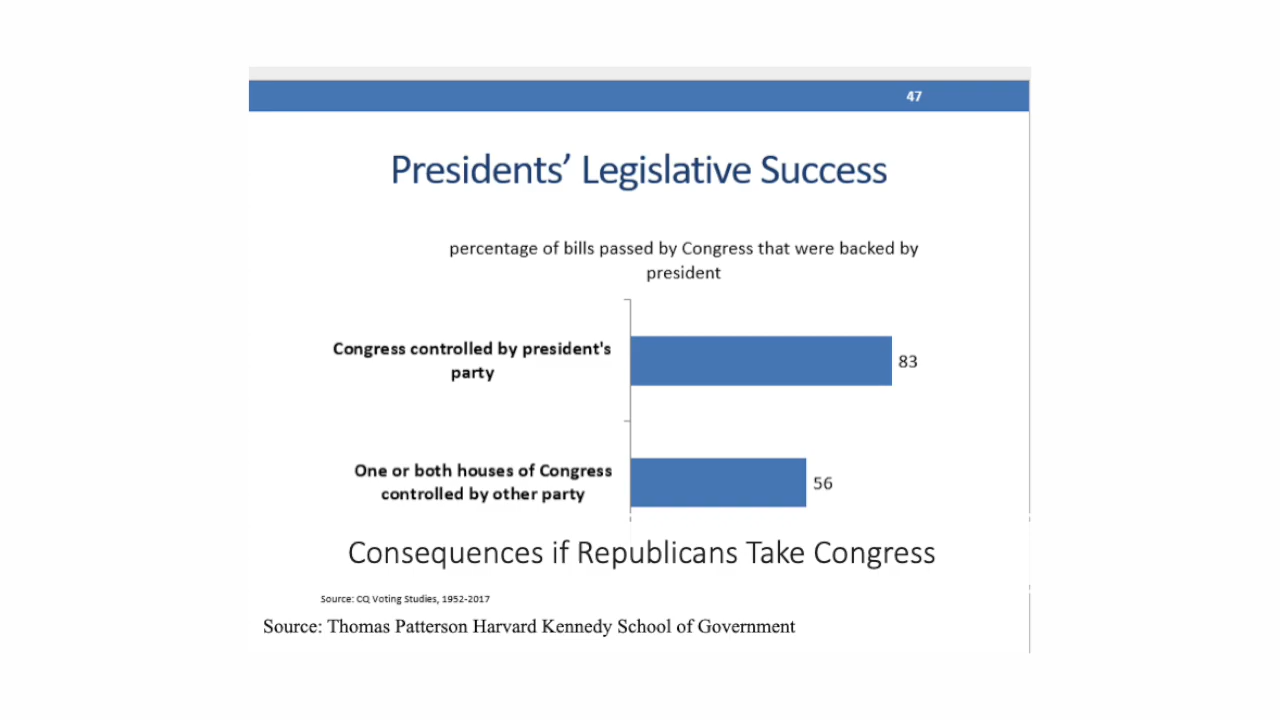 47
Presidents’ Legislative Success
percentage of bills passed by Congress that were backed by
president
Congress controlled by president's
party
83
One or both houses of Congress
controlled by other party
56
Consequences if Republicans Take Congress
Source: CQ Voting Studies, 1952-2017
Source: Thomas Patterson Harvard Kennedy School of Government